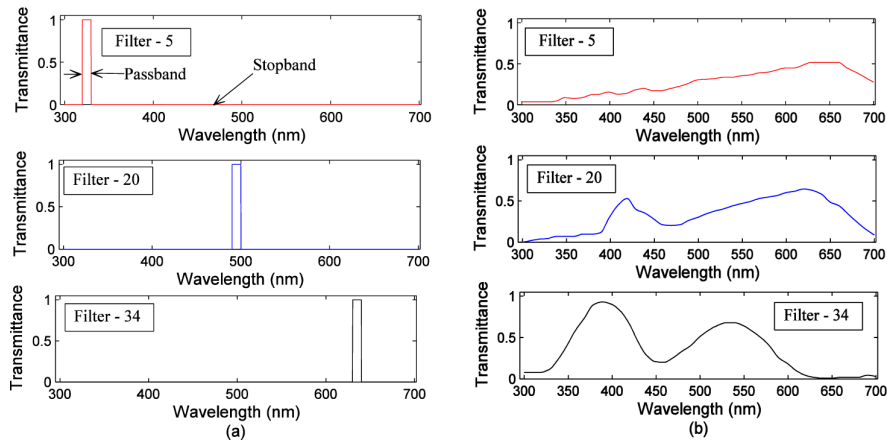 Transmittance
1
0.5
0
Filter - 5
Passband
Stopband
300 400 500 600 700
Wavelength (nm)
Transmittance
1
0.5
0
Filter - 20
300 400 500 600 700
Wavelength (nm)
Transmittance
1
0.5
0
Filter - 34
300 400 500 600 700
Wavelength (nm)
(a)
Transmittance
1
0.5
0
Filter - 5
300 350 400 450 500 550 600 650 700
Wavelength (nm)
Transmittance
1
0.5
0
Filter - 20
300 350 400 450 500 550 600 650 700
Wavelength (nm)
Transmittance
1
0.5
0
Filter - 34
300 350 400 450 500 550 600 650 700
Wavelength (nm)
(b)